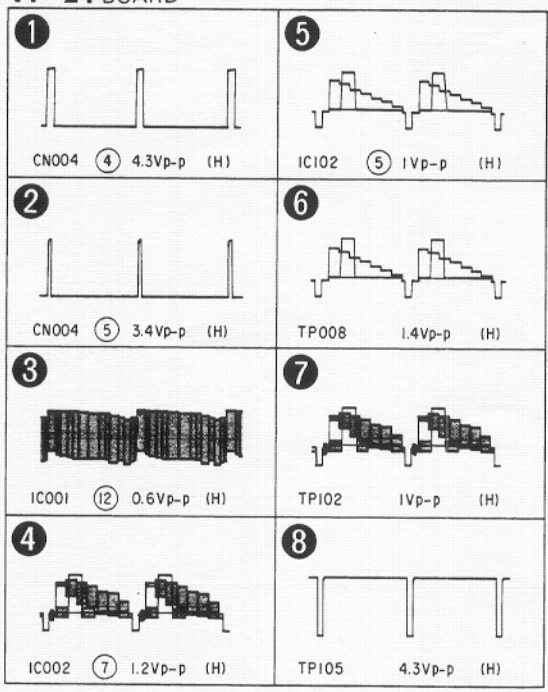 BOARD
1
CN004 4 4.3Vp-p (H)
2
CN004 5 3.4Vp-p (H)
3
IC001 12 0.6Vp-p (H)
4
IC002 7 1.2Vp-p (H)
5
IC102 5 1Vp-p (H)
6
TP008 1.4Vp-p (H)
7
TP102 1Vp-p (H)
8
TP105 4.3Vp-p (H)